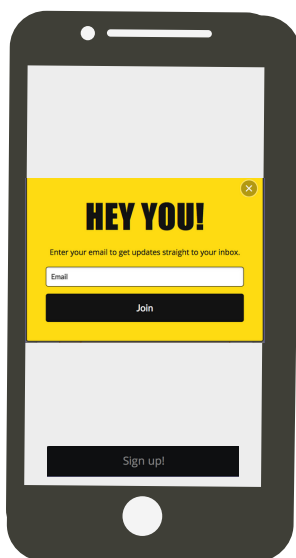 HEY YOU!
Enter your email to get updates straight to your inbox.
Email
Join
Sign up!